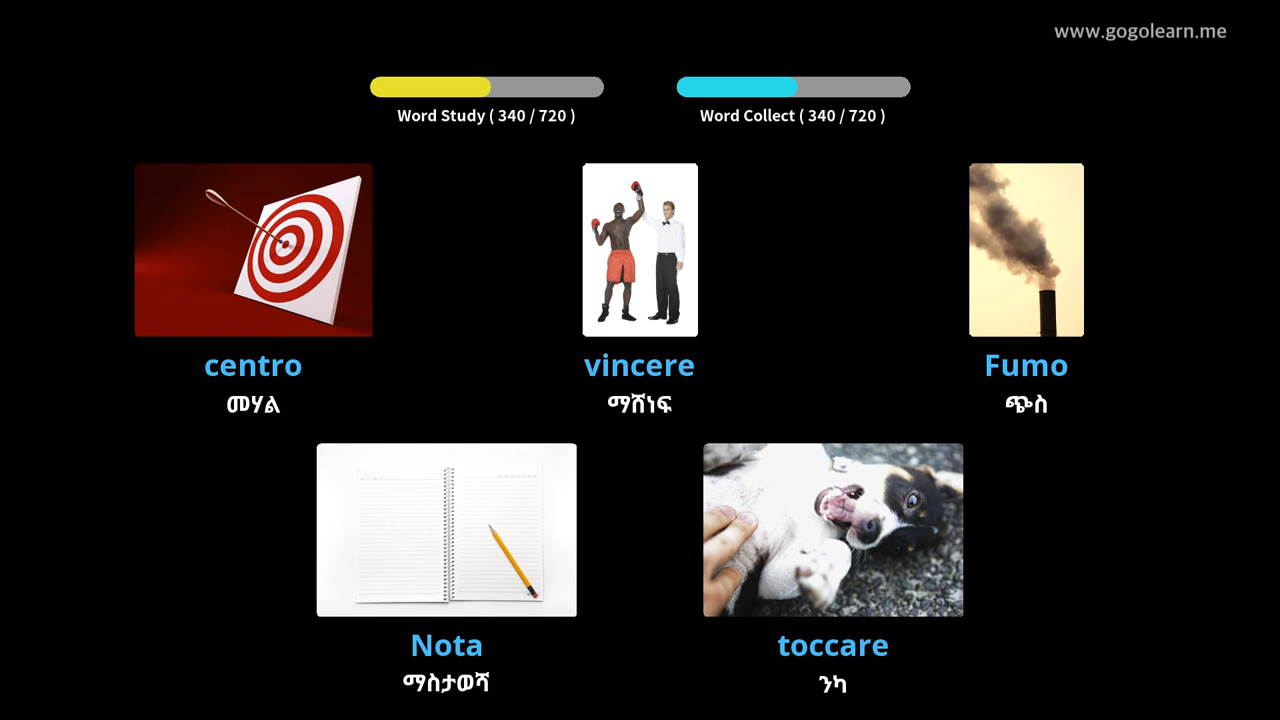 www.gogolearn.me
Word Study ( 340 / 720 )
Word Collect ( 340 / 720 )
centro
መሃል
vincere
ማሸነፍ
Fumo
ጭስ
Nota
ማስታወሻ
toccare
ንካ